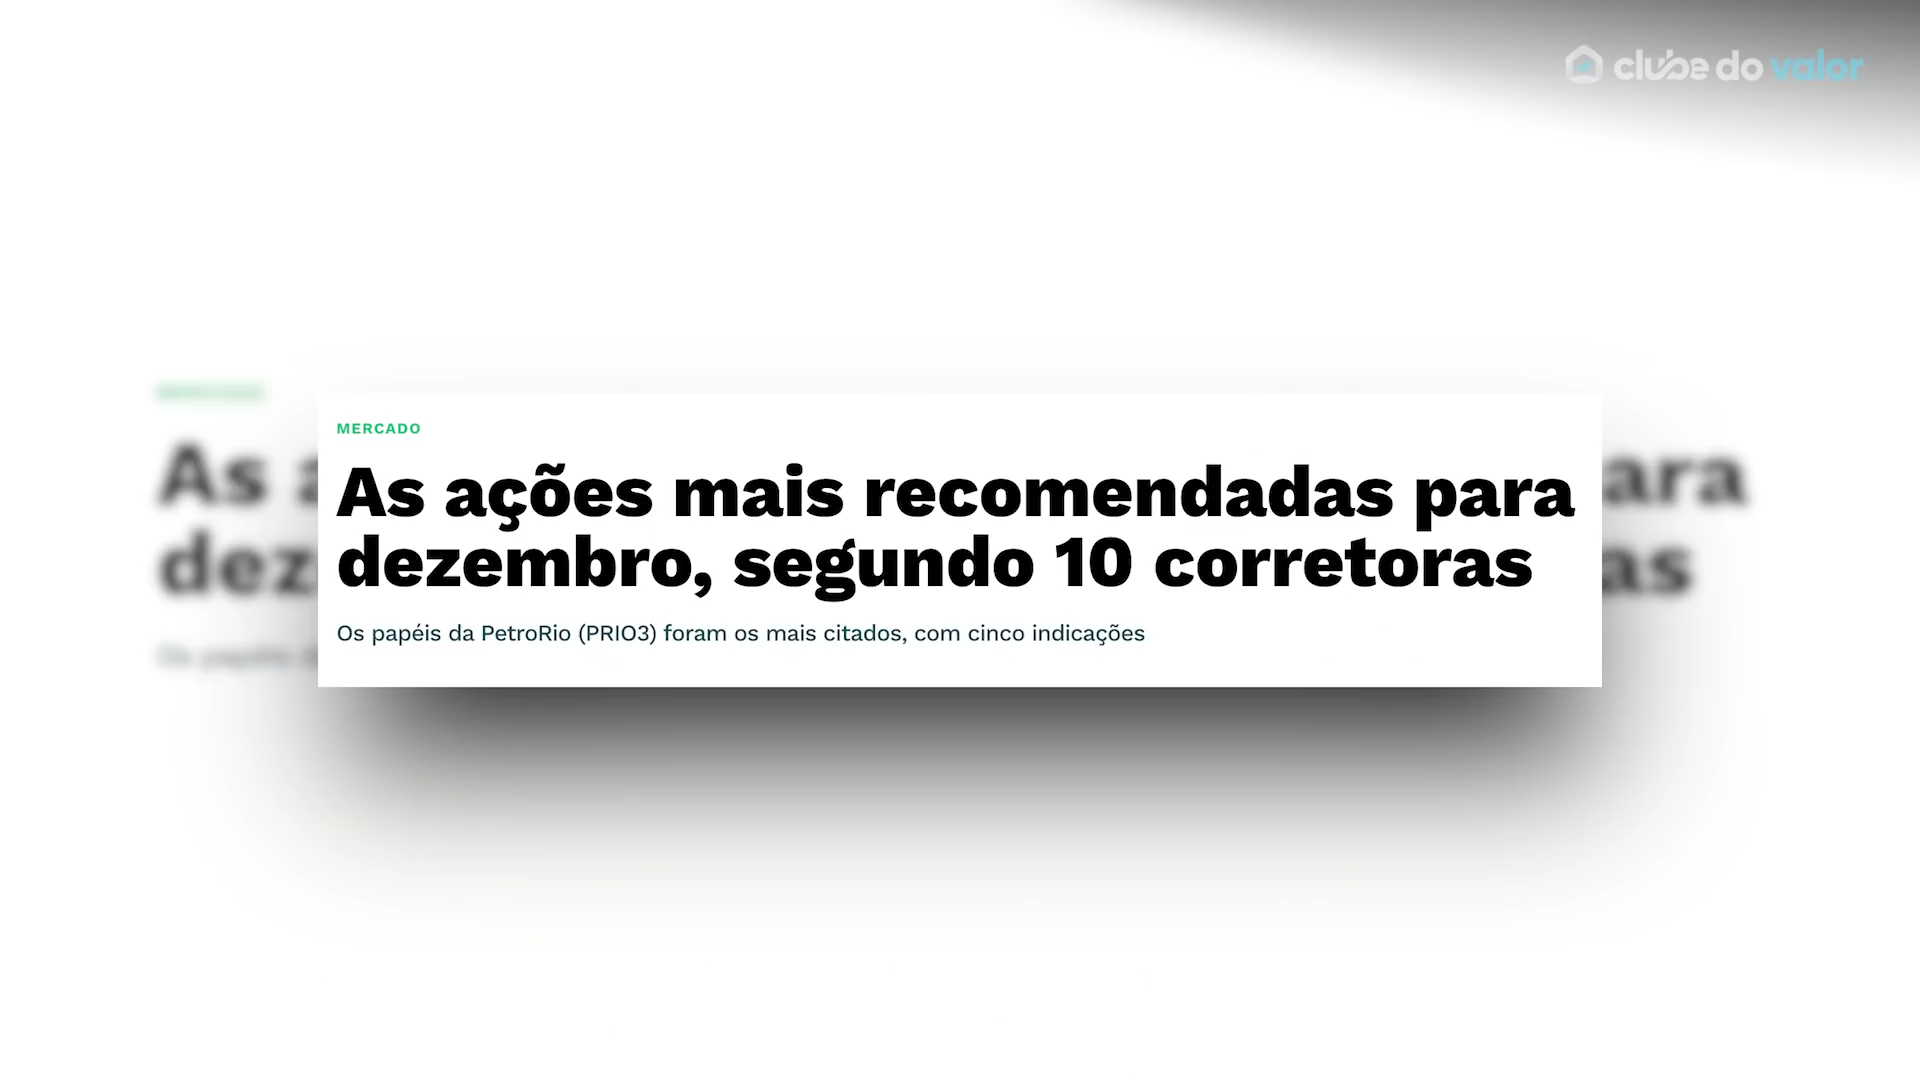 clube do valor
MERCADO
As ações mais recomendadas para
dezembro, segundo 10 corretoras
Os papéis da PetroRio (PRIO3) foram os mais citados, com cinco indicações